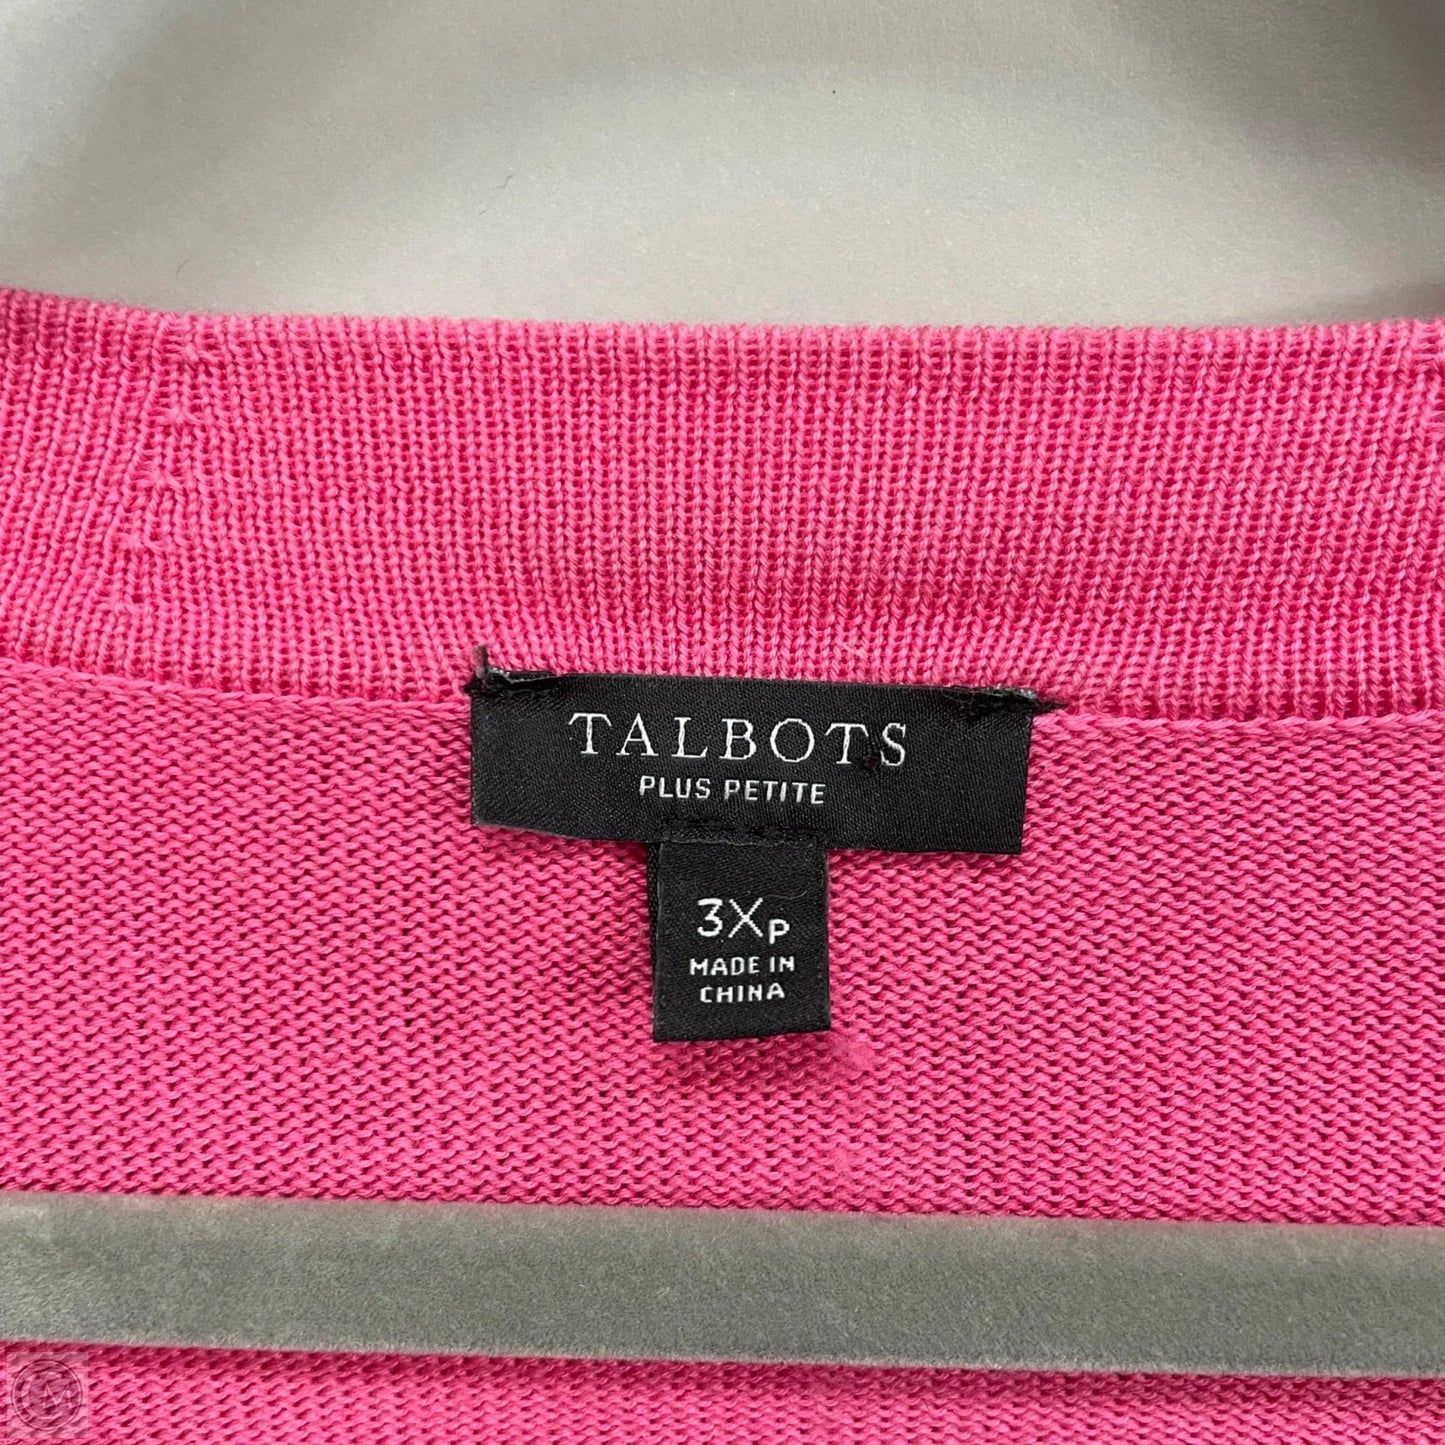 TALBOTS
PLUS PETITE
3XP
MADE IN
CHINA